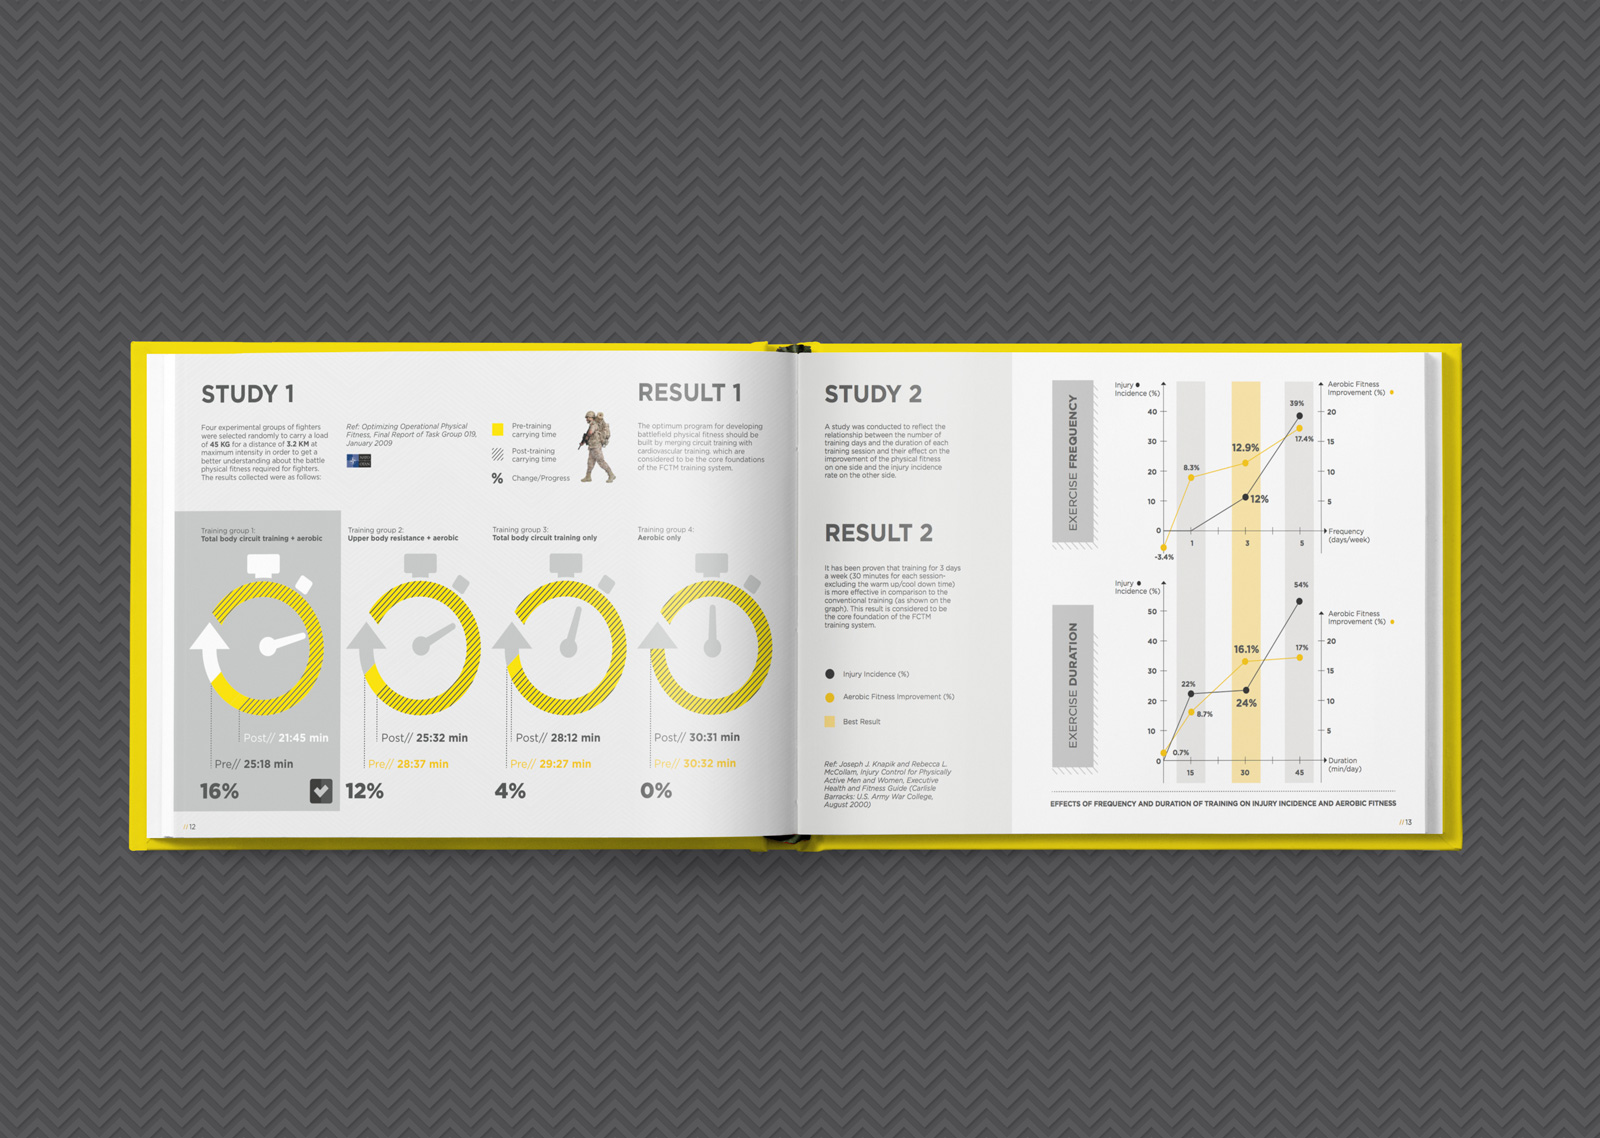 STUDY 1
Four experimental groups of fighters
were selected randomly to carry a load
of 45 KG for a distance of 3.2 KM at
maximum intensity in order to get a
better understanding about the battle
physical fitness required for fighters.
The results collected were as follows:
Ref: Optimizing Operational Physical
Fitness, Final Report of Task Group 019,
January 2009
Pre-training
carrying time
Post-training
carrying time
% Change/Progress
RESULT 1
The optimum program for developing
battlefield physical fitness should be
built by merging circuit training with
cardiovascular training, which are
considered to be the core foundations
of the FCTM training system.
Training group 1:
Total body circuit training + aerobic
Post// 21:45 min
Pre// 25:18 min
16%
Training group 2:
Upper body resistance + aerobic
Post// 25:32 min
Pre// 28:37 min
12%
Training group 3:
Total body circuit training only
Post// 28:12 min
Pre// 29:27 min
4%
Training group 4:
Aerobic only
Post// 30:31 min
Pre// 30:32 min
0%
//12
STUDY 2
A study was conducted to reflect the
relationship between the number of
training days and the duration of each
training session and their effect on the
improvement of the physical fitness
on one side and the injury incidence
rate on the other side.
RESULT 2
It has been proven that training for 3 days
a week (30 minutes for each session-
excluding the warm up/cool down time)
is more effective in comparison to the
conventional training (as shown on the
graph). This result is considered to be
the core foundation of the FCTM
training system.
Injury Incidence (%)
Aerobic Fitness Improvement (%)
Best Result
Ref: Joseph J. Knapik and Rebecca L.
McCollam, Injury Control for Physically
Active Men and Women, Executive
Health and Fitness Guide (Carlisle
Barracks: U.S. Army War College,
August 2000)
EXERCISE FREQUENCY
Injury
Incidence (%)
40
30
20
10
0
-3.4%
8.3%
12.9%
12%
39%
17.4%
1
3
5
Aerobic Fitness
Improvement (%)
20
15
10
5
Frequency
(days/week)
EXERCISE DURATION
Injury
Incidence (%)
50
40
30
20
10
0
0.7%
22%
8.7%
16.1%
24%
54%
17%
15
30
45
Aerobic Fitness
Improvement (%)
20
15
10
5
Duration
(min/day)
EFFECTS OF FREQUENCY AND DURATION OF TRAINING ON INJURY INCIDENCE AND AEROBIC FITNESS
//13